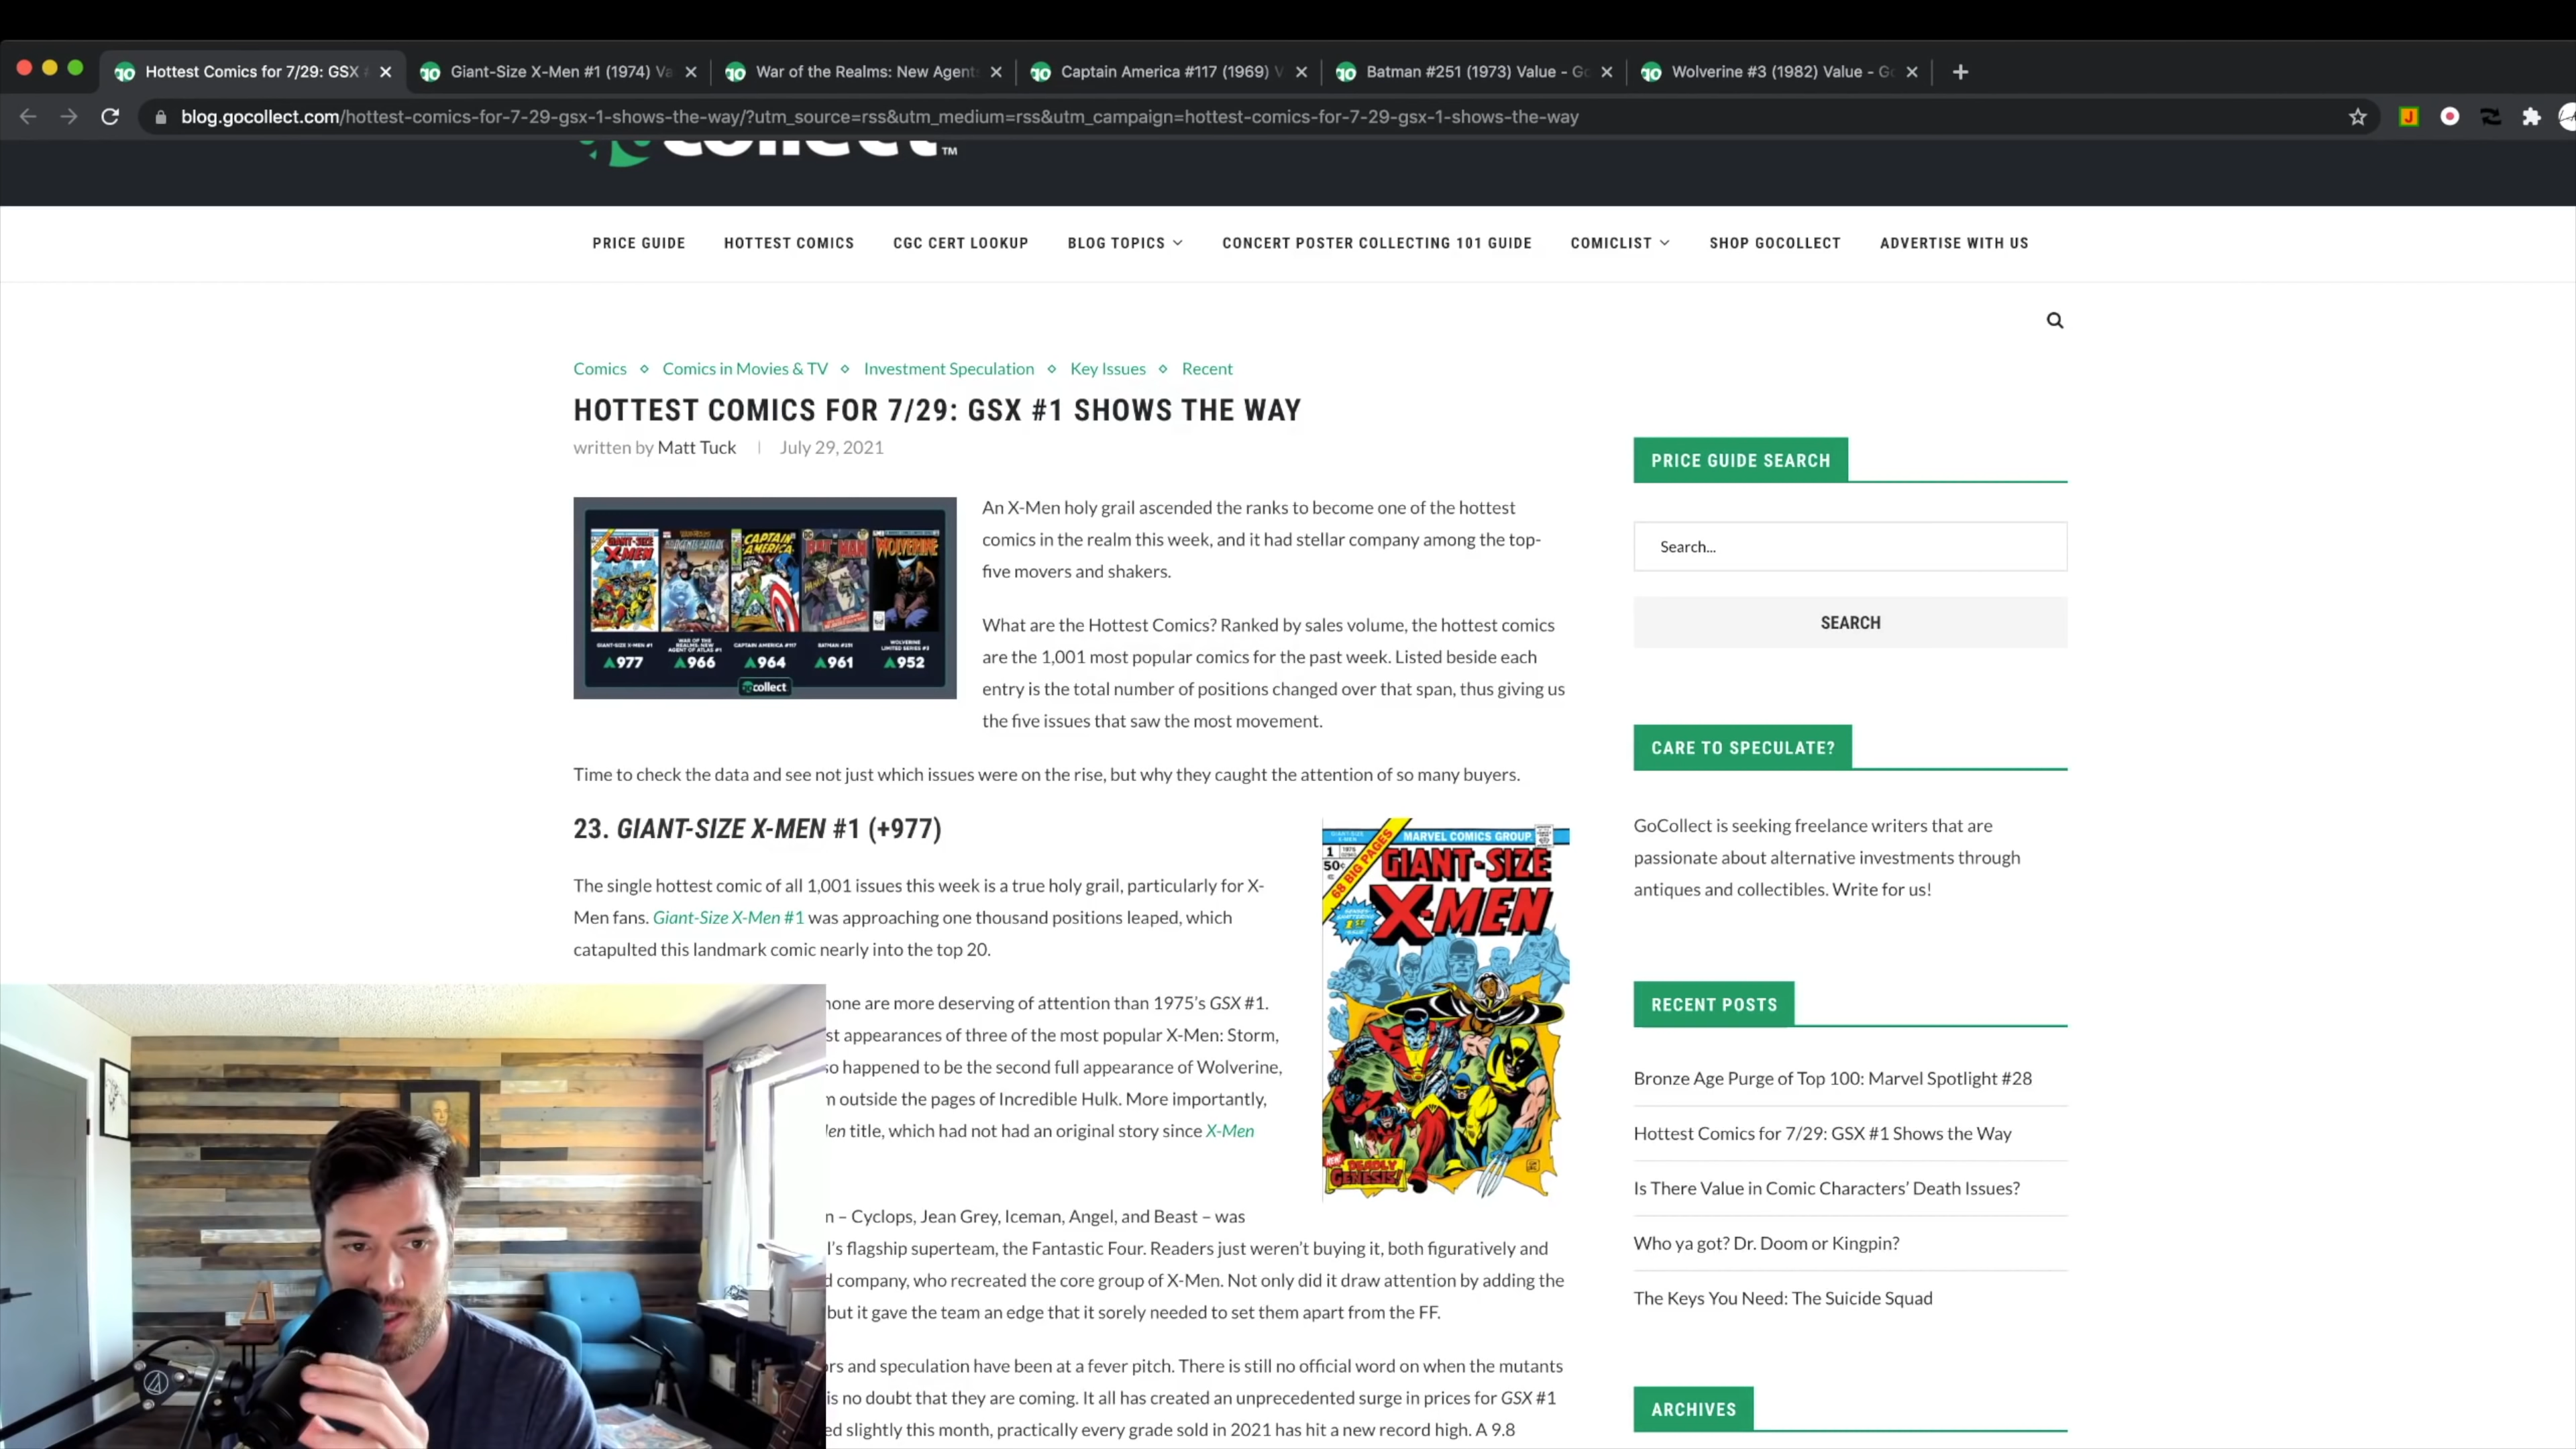 Hottest Comics for 7/29: GSX #
Giant-Size X-Men #1 (1974) Va
War of the Realms: New Agent
Captain America #117 (1969) V
Batman #251 (1973) Value - Go
Wolverine #3 (1982) Value - Go
blog.gocollect.com/hottest-comics-for-7-29-gsx-1-shows-the-way/?utm_source=rss&utm_medium=rss&utm_campaign=hottest-comics-for-7-29-gsx-1-shows-the-way
collect™
PRICE GUIDE
HOTTEST COMICS
CGC CERT LOOKUP
BLOG TOPICS
CONCERT POSTER COLLECTING 101 GUIDE
COMICLIST
SHOP GOCOLLECT
ADVERTISE WITH US
Comics ⋄ Comics in Movies & TV ⋄ Investment Speculation ⋄ Key Issues ⋄ Recent
HOTTEST COMICS FOR 7/29: GSX #1 SHOWS THE WAY
written by Matt Tuck | July 29, 2021
GIANT-SIZE X-MEN
CAPTAIN AMERICA
BATMAN
WOLVERINE
GIANT-SIZE X-MEN #1
WAR OF THE REALMS: NEW AGENT OF ATLAS #1
CAPTAIN AMERICA #117
BATMAN #251
WOLVERINE LIMITED SERIES #3
977
966
964
961
952
gocollect
An X-Men holy grail ascended the ranks to become one of the hottest
comics in the realm this week, and it had stellar company among the top-
five movers and shakers.
What are the Hottest Comics? Ranked by sales volume, the hottest comics
are the 1,001 most popular comics for the past week. Listed beside each
entry is the total number of positions changed over that span, thus giving us
the five issues that saw the most movement.
Time to check the data and see not just which issues were on the rise, but why they caught the attention of so many buyers.
23. GIANT-SIZE X-MEN #1 (+977)
The single hottest comic of all 1,001 issues this week is a true holy grail, particularly for X-
Men fans. Giant-Size X-Men #1 was approaching one thousand positions leaped, which
catapulted this landmark comic nearly into the top 20.
none are more deserving of attention than 1975's GSX #1.
st appearances of three of the most popular X-Men: Storm,
so happened to be the second full appearance of Wolverine,
n outside the pages of Incredible Hulk. More importantly,
len title, which had not had an original story since X-Men
n – Cyclops, Jean Grey, Iceman, Angel, and Beast – was
l's flagship superteam, the Fantastic Four. Readers just weren't buying it, both figuratively and
d company, who recreated the core group of X-Men. Not only did it draw attention by adding the
but it gave the team an edge that it sorely needed to set them apart from the FF.
rs and speculation have been at a fever pitch. There is still no official word on when the mutants
is no doubt that they are coming. It all has created an unprecedented surge in prices for GSX #1
ed slightly this month, practically every grade sold in 2021 has hit a new record high. A 9.8
68 BIG PAGES
MARVEL COMICS GROUP
1
50¢
GIANT-SIZE
X-MEN
1ST ISSUE
DEADLY
GENESIS!
PRICE GUIDE SEARCH
Search...
SEARCH
CARE TO SPECULATE?
GoCollect is seeking freelance writers that are
passionate about alternative investments through
antiques and collectibles. Write for us!
RECENT POSTS
Bronze Age Purge of Top 100: Marvel Spotlight #28
Hottest Comics for 7/29: GSX #1 Shows the Way
Is There Value in Comic Characters' Death Issues?
Who ya got? Dr. Doom or Kingpin?
The Keys You Need: The Suicide Squad
ARCHIVES